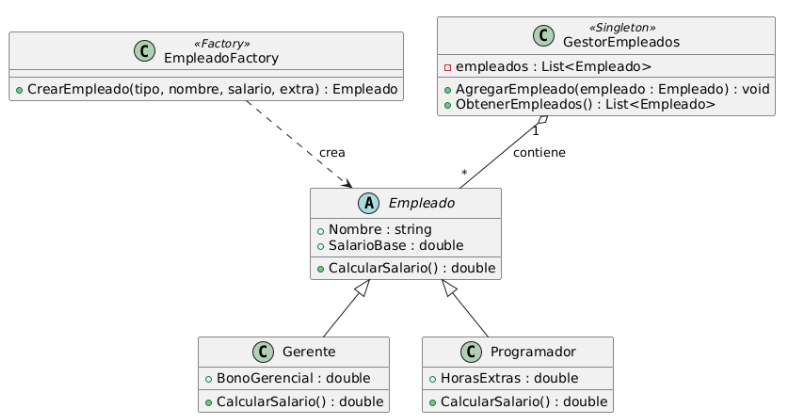 C
«Factory»
EmpleadoFactory
CrearEmpleado(tipo, nombre, salario, extra) : Empleado
C
«Singleton»
GestorEmpleados
empleados : List<Empleado>
AgregarEmpleado(empleado : Empleado) : void
ObtenerEmpleados() : List<Empleado>
1
crea
contiene
*
A
Empleado
Nombre : string
SalarioBase : double
CalcularSalario() : double
C
Gerente
BonoGerencial : double
CalcularSalario() : double
C
Programador
HorasExtras : double
CalcularSalario() : double